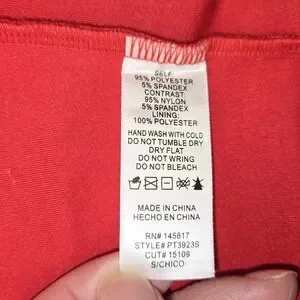 SELF
95% POLYESTER
5% SPANDEX
CONTRAST
95% NYLON
5% SPANDEX
LINING:
100% POLYESTER
HAND WASH WITH COLD
DO NOT TUMBLE DRY
DRY FLAT
DO NOT WRING
DO NOT BLEACH
MADE IN CHINA
HECHO EN CHINA
RN# 145817
STYLE# PT3923S
CUT# 15109
S/CHICO